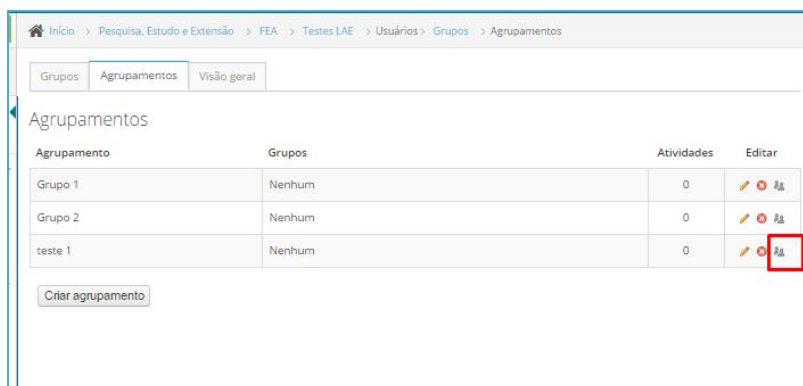 Início > Pesquisa, Estudo e Extensão > FEA > Testes LAE > Usuários > Grupos > Agrupamentos
Grupos Agrupamentos Visão geral
Agrupamentos
Agrupamento Grupos Atividades Editar
Grupo 1 Nenhum 0
Grupo 2 Nenhum 0
teste 1 Nenhum 0
Criar agrupamento